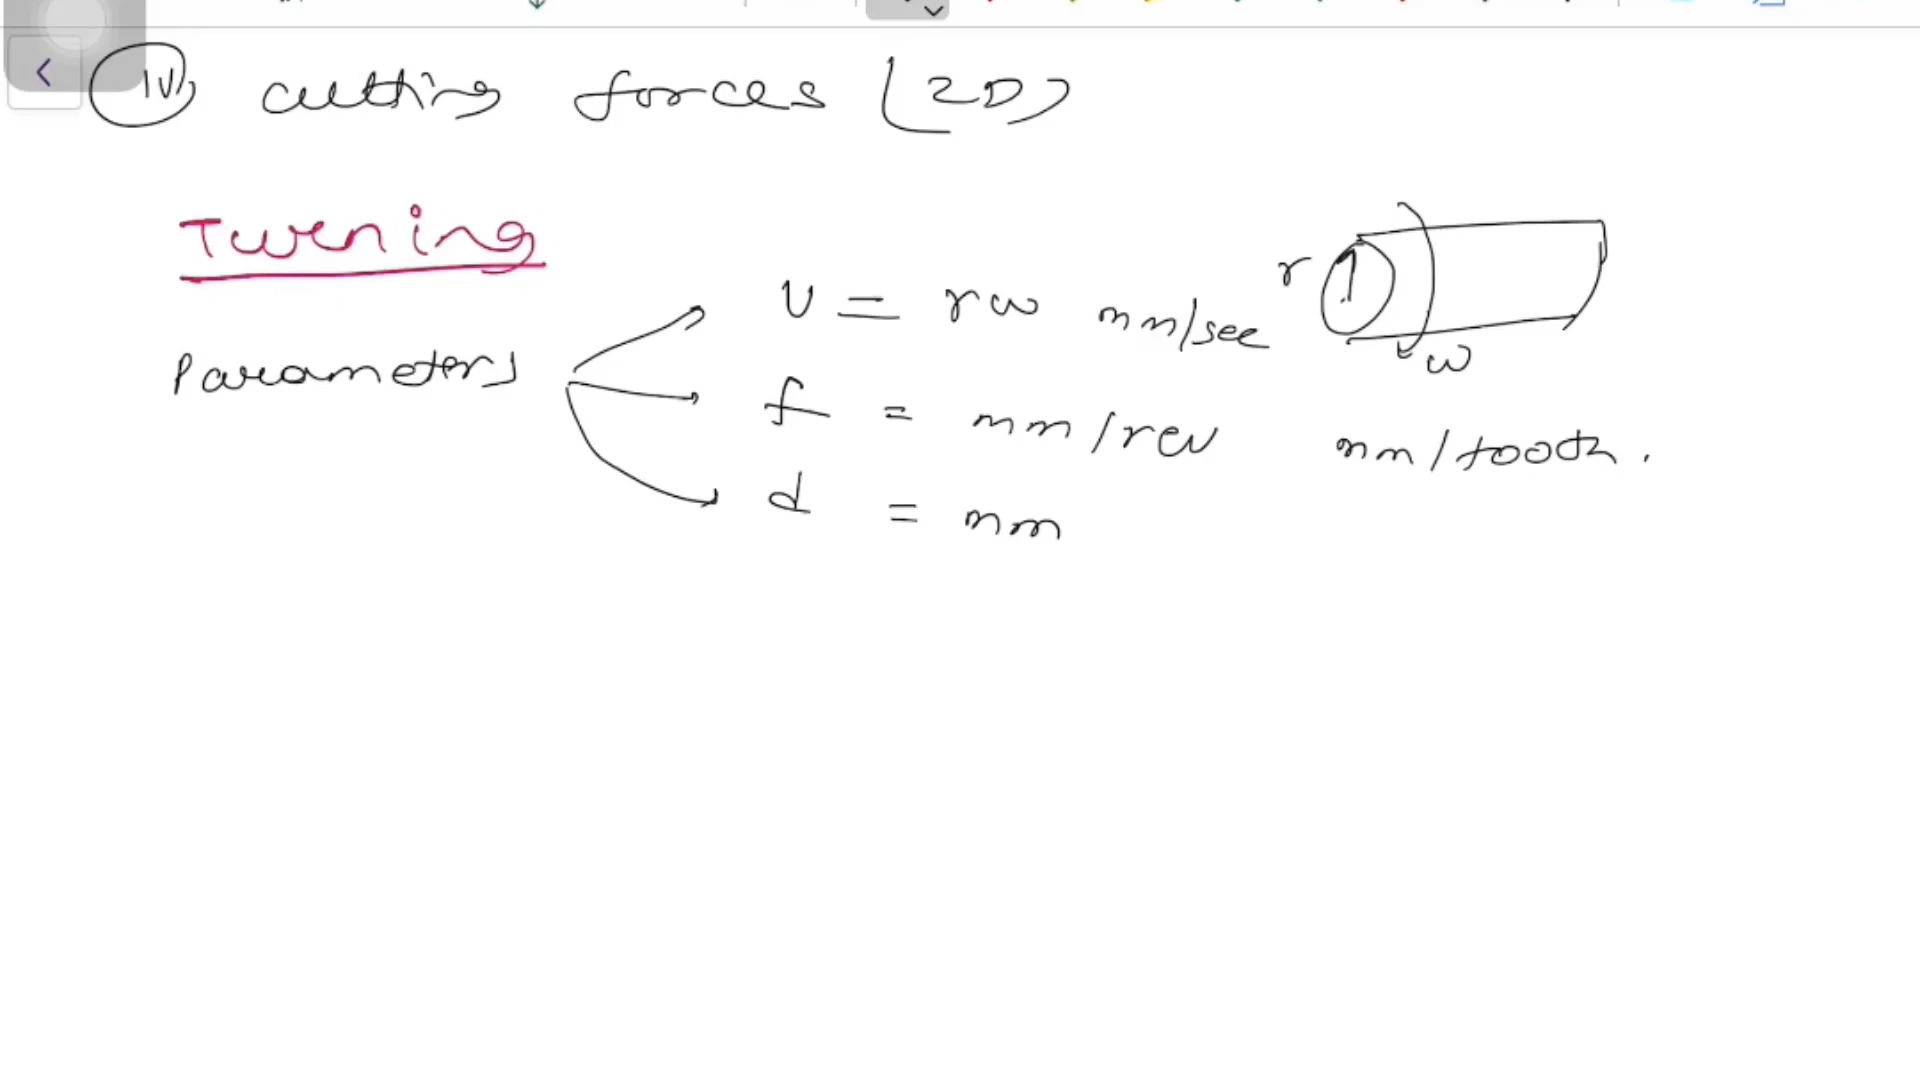 (iv) cutting forces (2D)
Turning
Parameters
v = rω mm/sec
r
ω
f = mm/rev mm/tooth.
d = mm